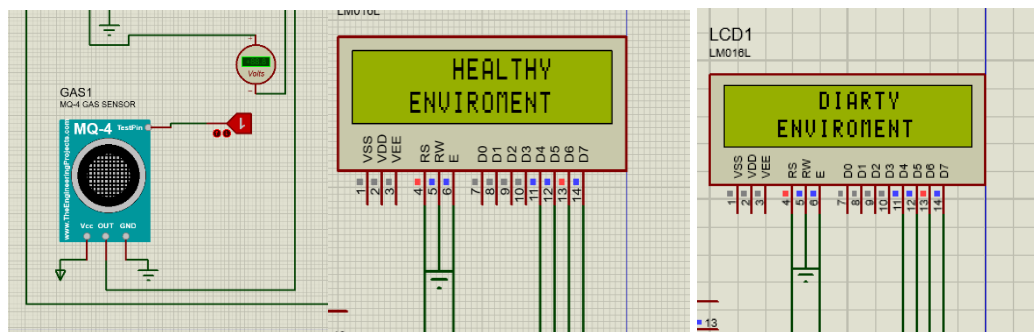 GAS1
MQ-4 GAS SENSOR
MQ-4
TestPin
www.TheEngineeringProjects.com
Vcc OUT GND
Volts
1
LM016L
HEALTHY
ENVIROMENT
VSS
VDD
VEE
RS
RW
E
D0
D1
D2
D3
D4
D5
D6
D7
1
2
3
4
5
6
7
8
9
10
11
12
13
14
LCD1
LM016L
DIARTY
ENVIROMENT
VSS
VDD
VEE
RS
RW
E
D0
D1
D2
D3
D4
D5
D6
D7
1
2
3
4
5
6
7
8
9
10
11
12
13
14
13